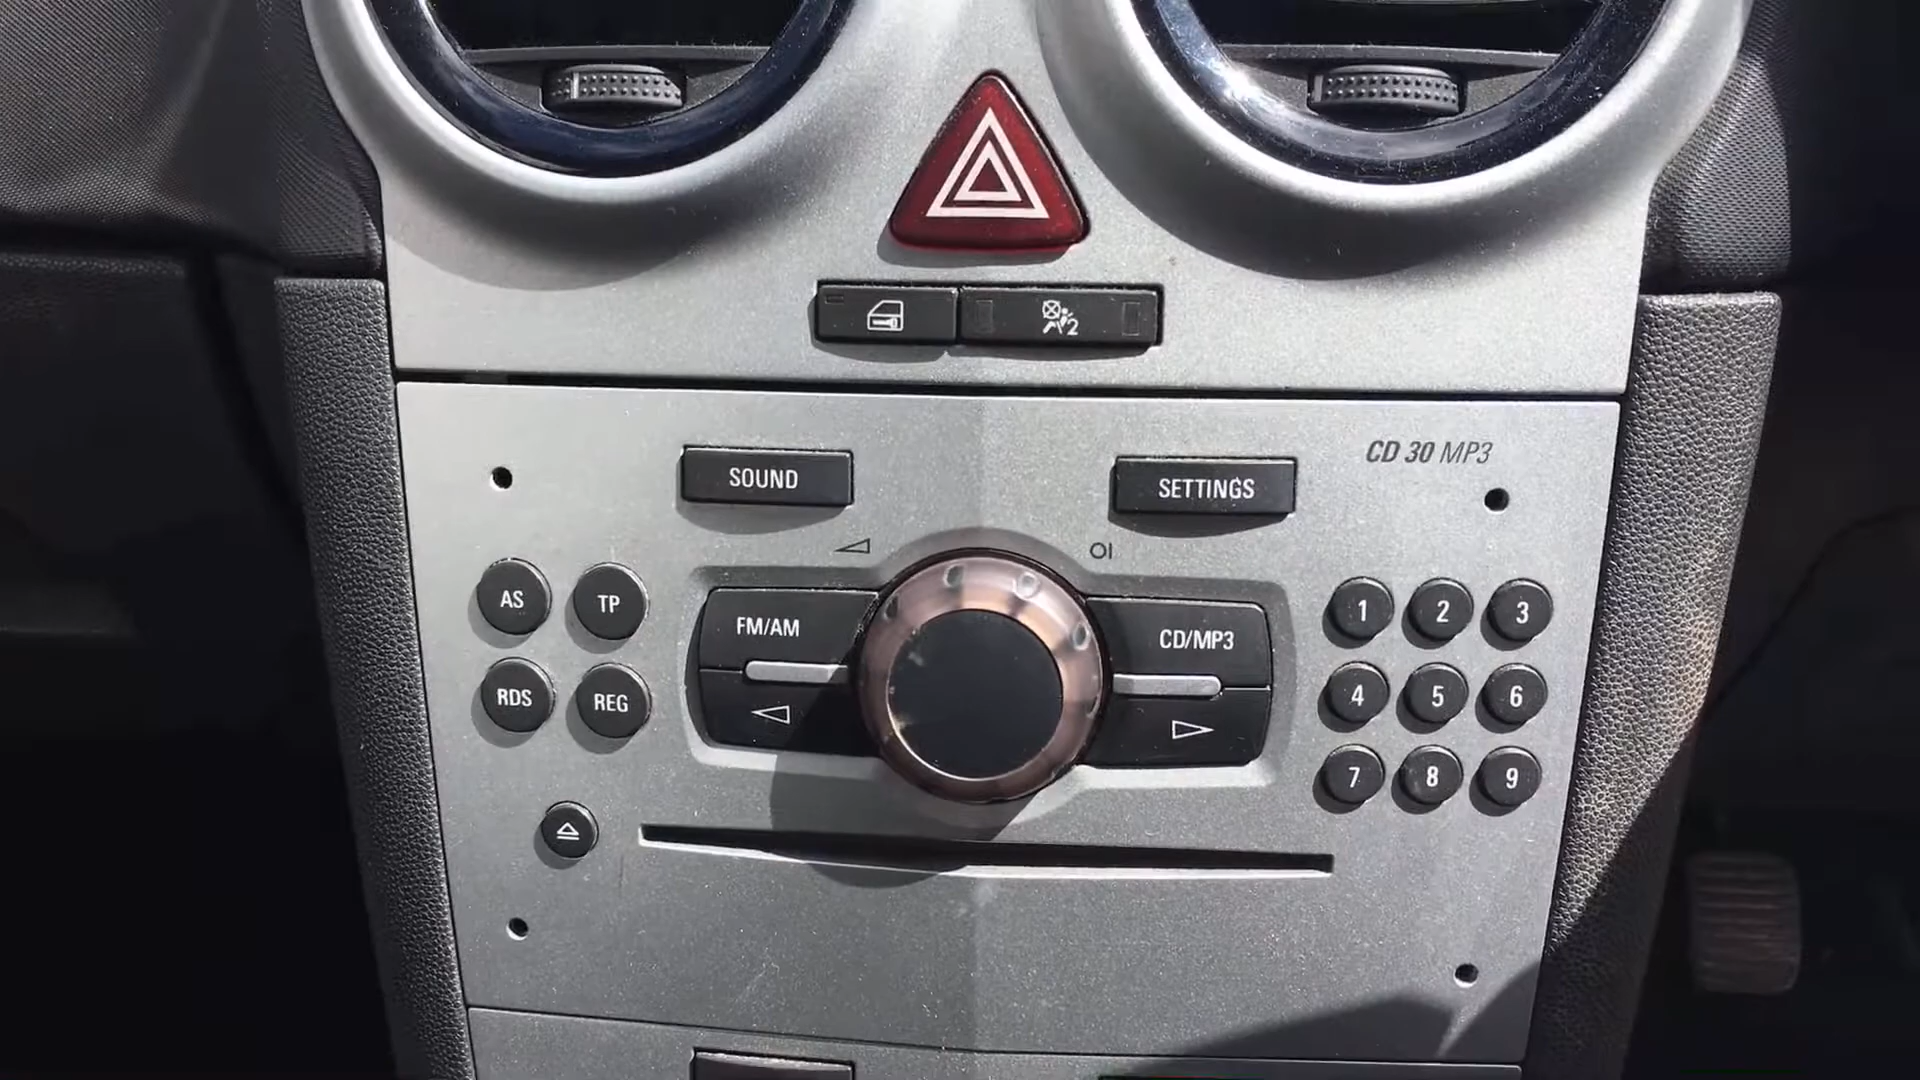 2
CD 30 MP3
SOUND
SETTINGS
AS
TP
FM/AM
CD/MP3
1 2 3
RDS
REG
4 5 6
7 8 9